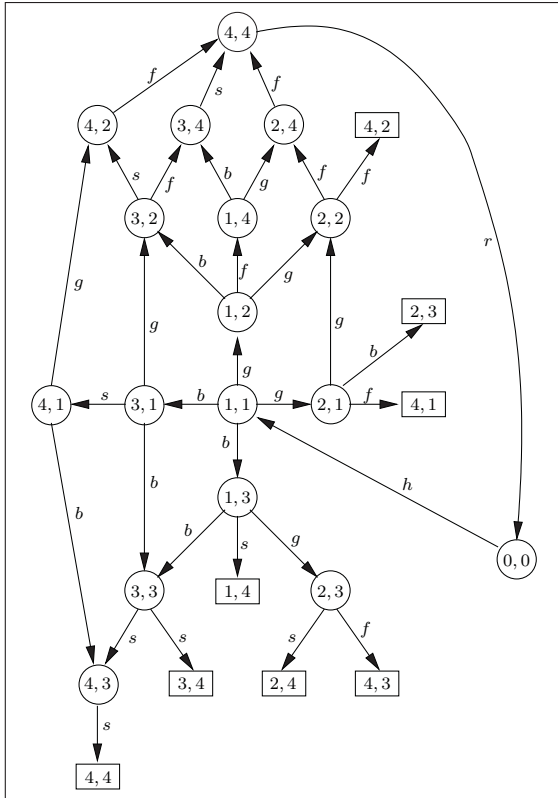 4, 4
f
s
f
4, 2
3, 4
2, 4
4, 2
s
f
b
g
f
f
3, 2
1, 4
2, 2
r
g
b
f
g
1, 2
2, 3
g
g
g
b
4, 1
s
3, 1
b
1, 1
g
2, 1
f
4, 1
b
h
1, 3
b
b
b
s
g
0, 0
3, 3
1, 4
2, 3
s
s
s
f
4, 3
3, 4
2, 4
4, 3
s
4, 4